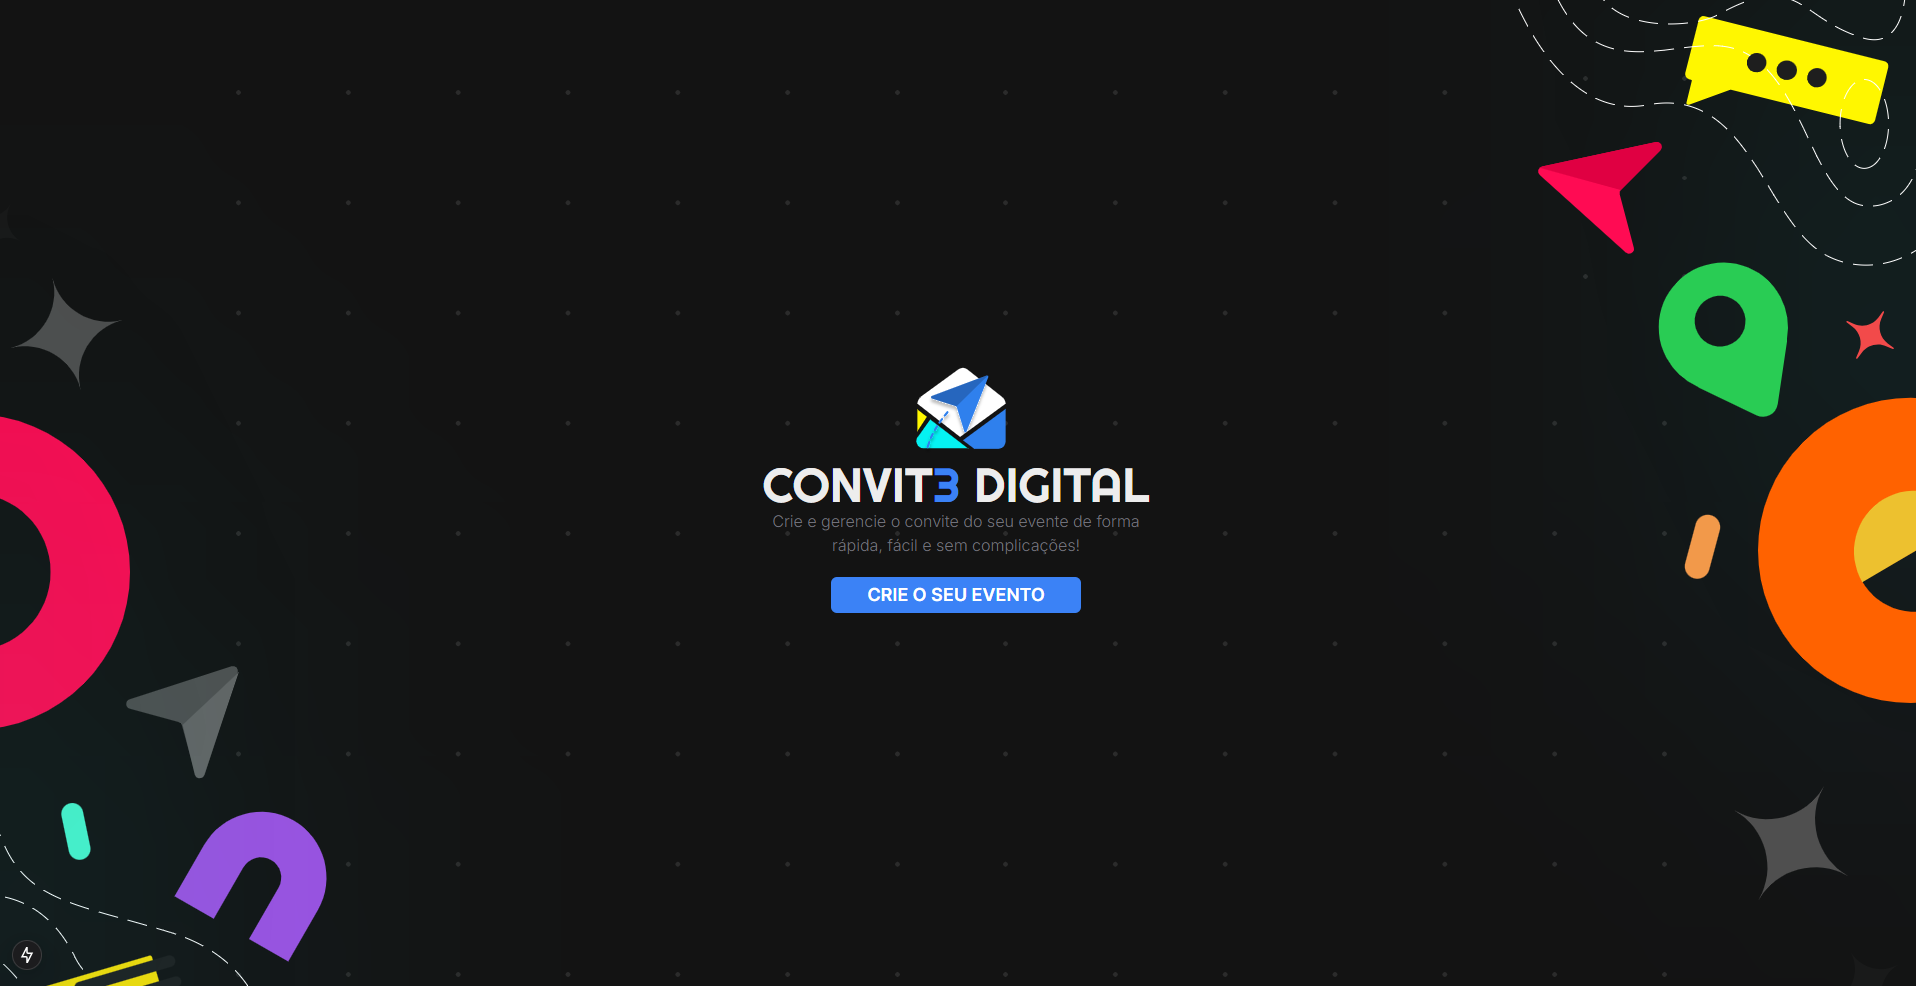 CONVIT3 DIGITAL
Crie e gerencie o convite do seu evente de forma
rápida, fácil e sem complicações!
CRIE O SEU EVENTO